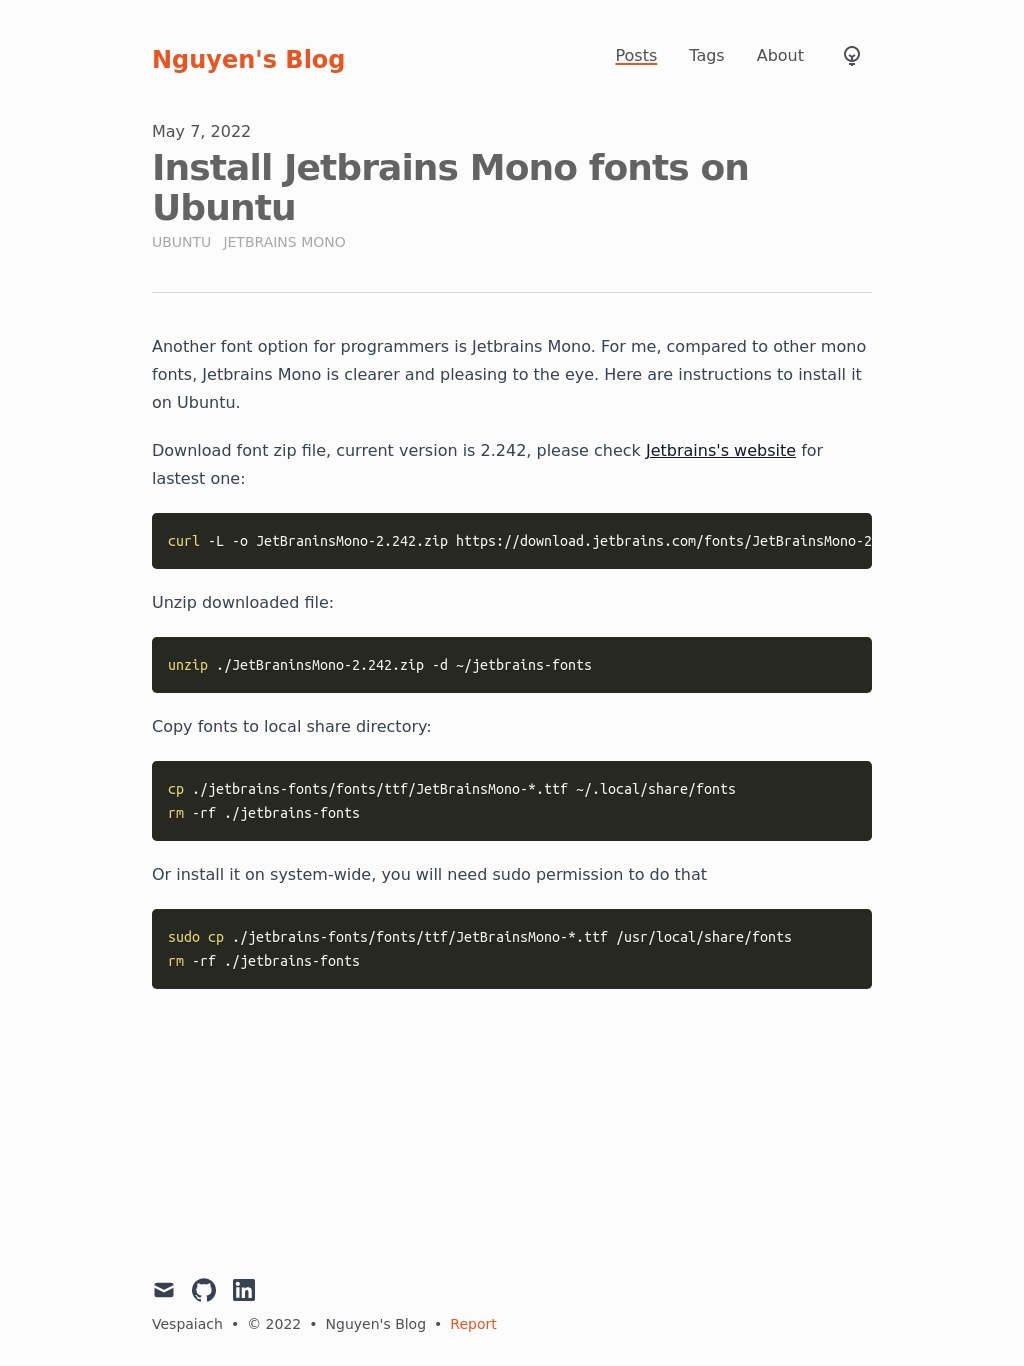 Nguyen's Blog
Posts Tags About
May 7, 2022
Install Jetbrains Mono fonts on
Ubuntu
UBUNTU JETBRAINS MONO
Another font option for programmers is Jetbrains Mono. For me, compared to other mono
fonts, Jetbrains Mono is clearer and pleasing to the eye. Here are instructions to install it
on Ubuntu.
Download font zip file, current version is 2.242, please check Jetbrains's website for
lastest one:
curl -L -o JetBraninsMono-2.242.zip https://download.jetbrains.com/fonts/JetBrainsMono-2
Unzip downloaded file:
unzip ./JetBraninsMono-2.242.zip -d ~/jetbrains-fonts
Copy fonts to local share directory:
cp ./jetbrains-fonts/fonts/ttf/JetBrainsMono-*.ttf ~/.local/share/fonts
rm -rf ./jetbrains-fonts
Or install it on system-wide, you will need sudo permission to do that
sudo cp ./jetbrains-fonts/fonts/ttf/JetBrainsMono-*.ttf /usr/local/share/fonts
rm -rf ./jetbrains-fonts
Vespaiach • © 2022 • Nguyen's Blog • Report